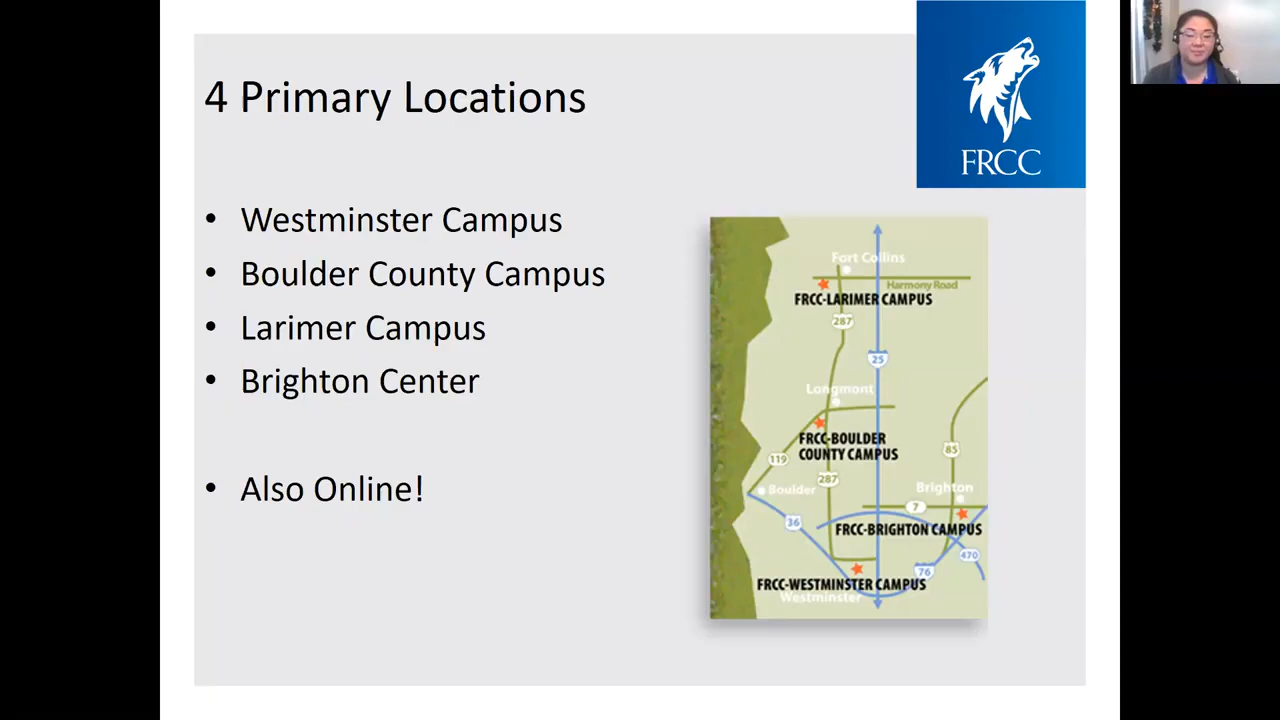 4 Primary Locations
FRCC
• Westminster Campus
• Boulder County Campus
• Larimer Campus
• Brighton Center
• Also Online!
Fort Collins
Harmony Road
FRCC-LARIMER CAMPUS
287
25
Longmont
FRCC-BOULDER
COUNTY CAMPUS
119
85
287
Boulder
Brighton
7
36
FRCC-BRIGHTON CAMPUS
470
76
FRCC-WESTMINSTER CAMPUS
Westminster